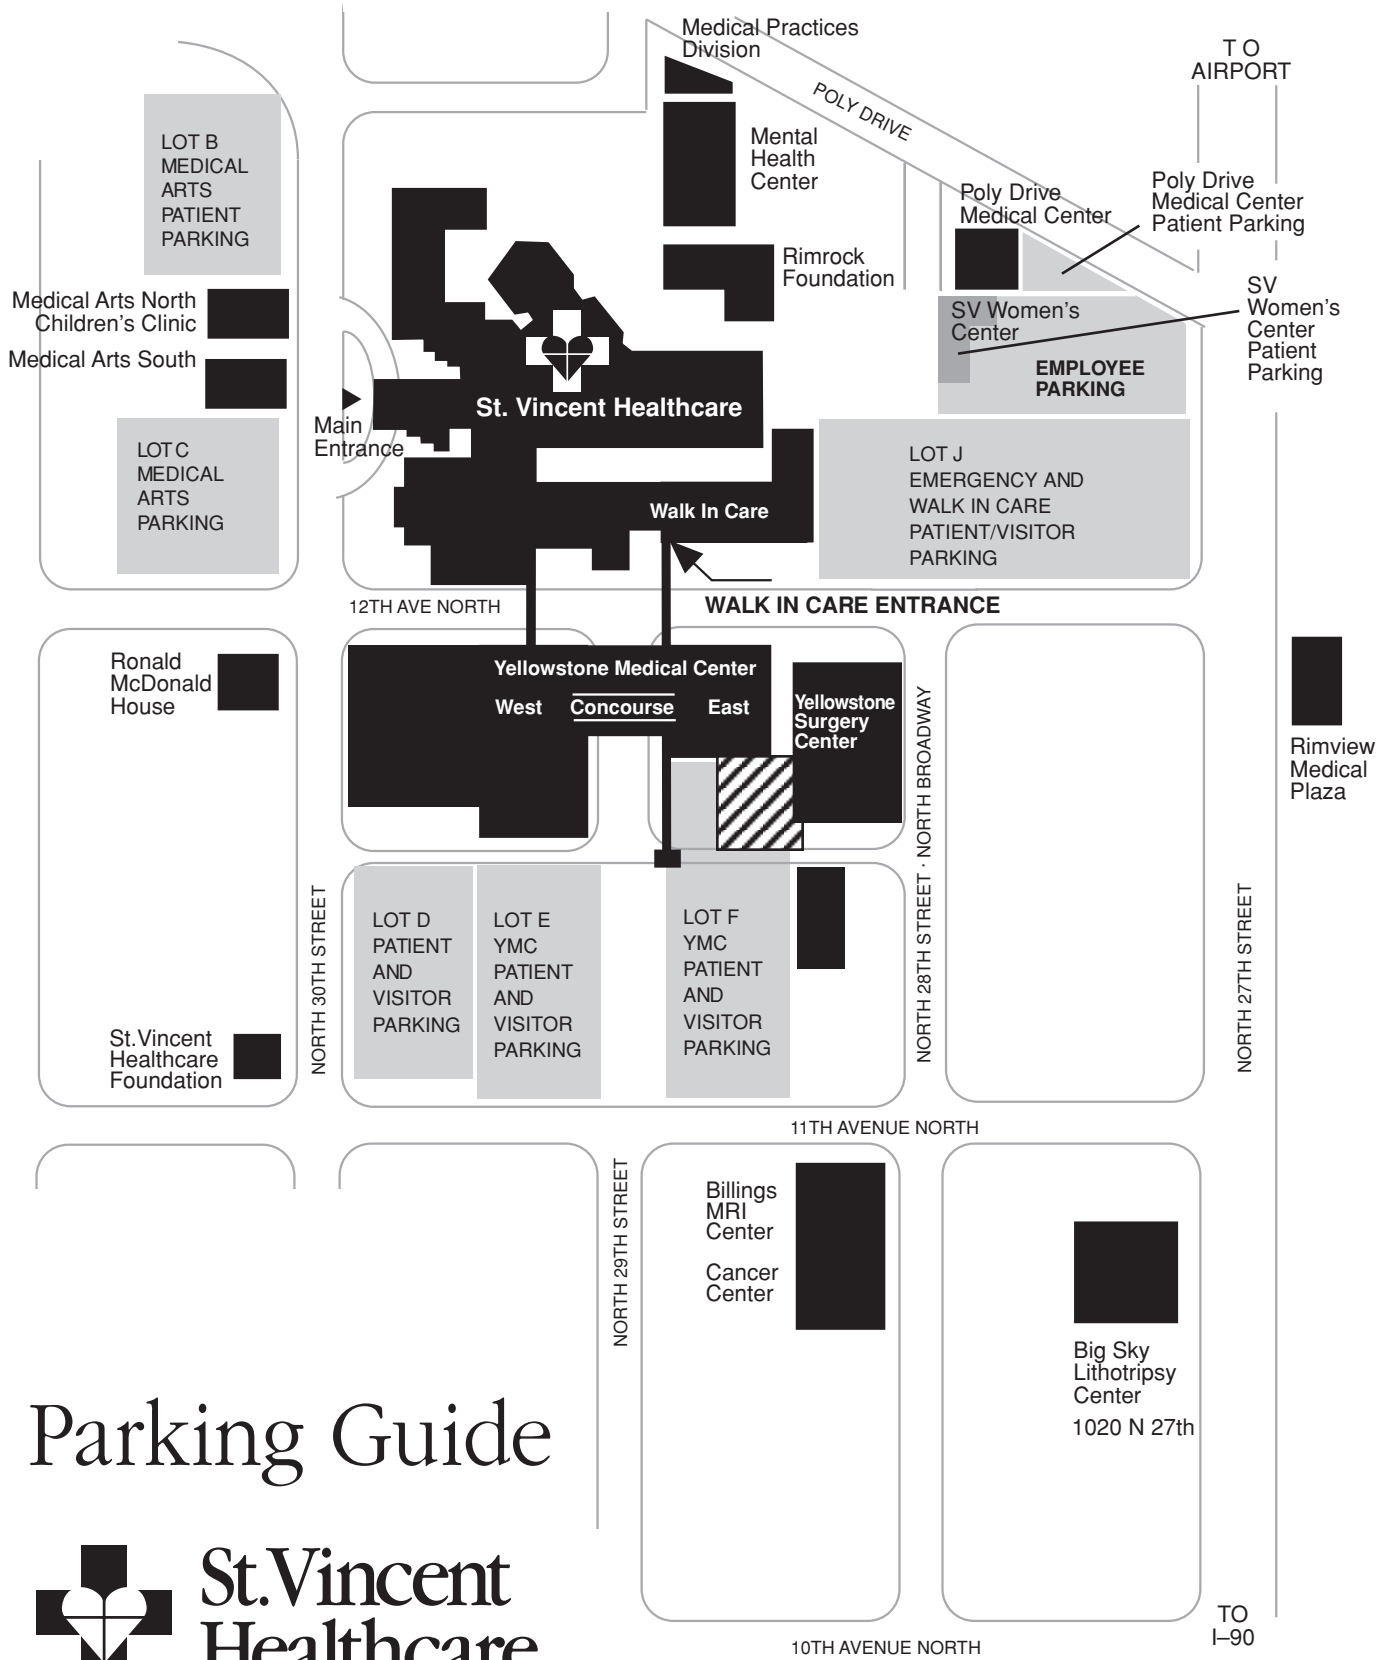 Medical Practices
Division
T O
AIRPORT
POLY DRIVE
LOT B
MEDICAL
ARTS
PATIENT
PARKING
Mental
Health
Center
Poly Drive
Medical Center
Poly Drive
Medical Center
Patient Parking
Rimrock
Foundation
Medical Arts North
Children's Clinic
SV Women's
Center
SV
Women's
Center
Patient
Parking
Medical Arts South
EMPLOYEE
PARKING
St. Vincent Healthcare
Main
Entrance
LOT C
MEDICAL
ARTS
PARKING
LOT J
EMERGENCY AND
WALK IN CARE
PATIENT/VISITOR
PARKING
Walk In Care
12TH AVE NORTH
WALK IN CARE ENTRANCE
Ronald
McDonald
House
Yellowstone Medical Center
West
Concourse
East
Yellowstone
Surgery
Center
Rimview
Medical
Plaza
NORTH 28TH STREET · NORTH BROADWAY
NORTH 30TH STREET
NORTH 27TH STREET
LOT D
PATIENT
AND
VISITOR
PARKING
LOT E
YMC
PATIENT
AND
VISITOR
PARKING
LOT F
YMC
PATIENT
AND
VISITOR
PARKING
St.Vincent
Healthcare
Foundation
11TH AVENUE NORTH
NORTH 29TH STREET
Billings
MRI
Center
Cancer
Center
Big Sky
Lithotripsy
Center
1020 N 27th
Parking Guide
St.Vincent
Healthcare
TO
I–90
10TH AVENUE NORTH